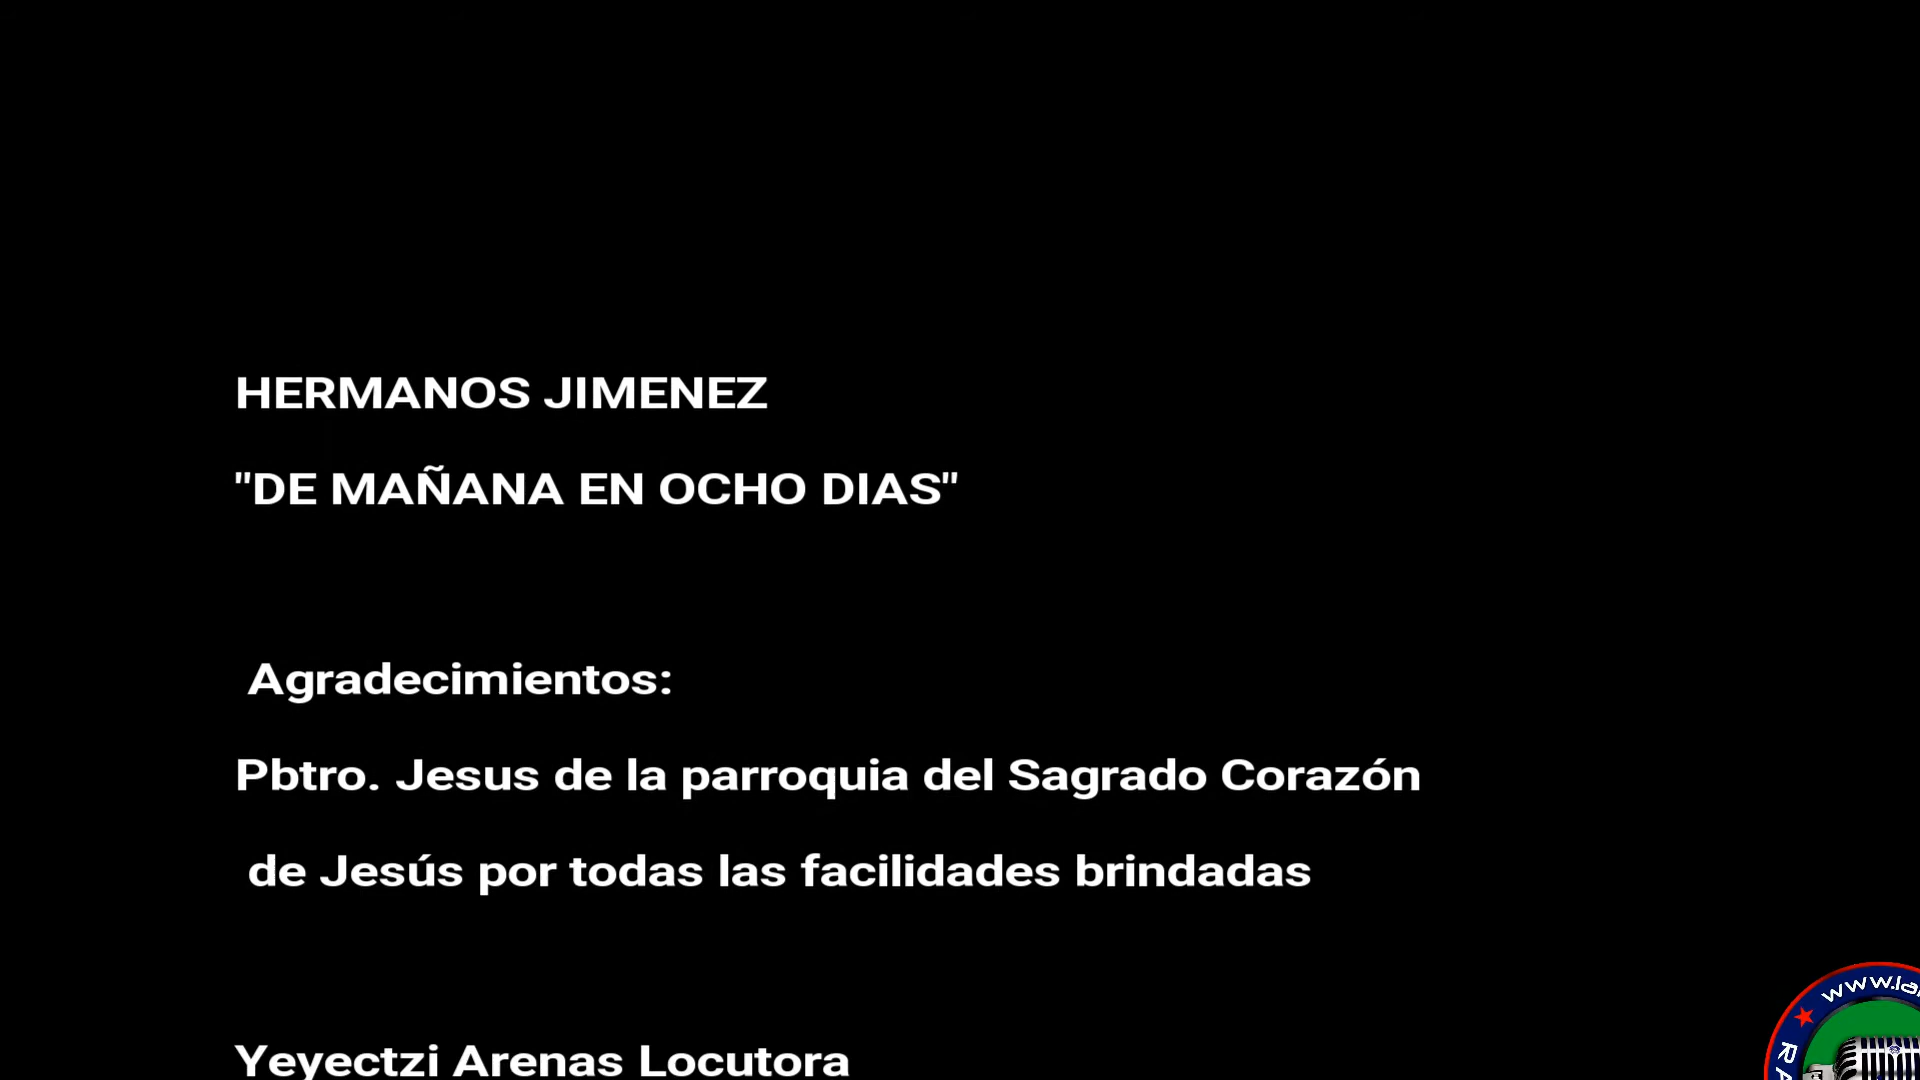 HERMANOS JIMENEZ
"DE MAÑANA EN OCHO DIAS"
Agradecimientos:
Pbtro. Jesus de la parroquia del Sagrado Corazón
de Jesús por todas las facilidades brindadas
Yeyectzi Arenas Locutora